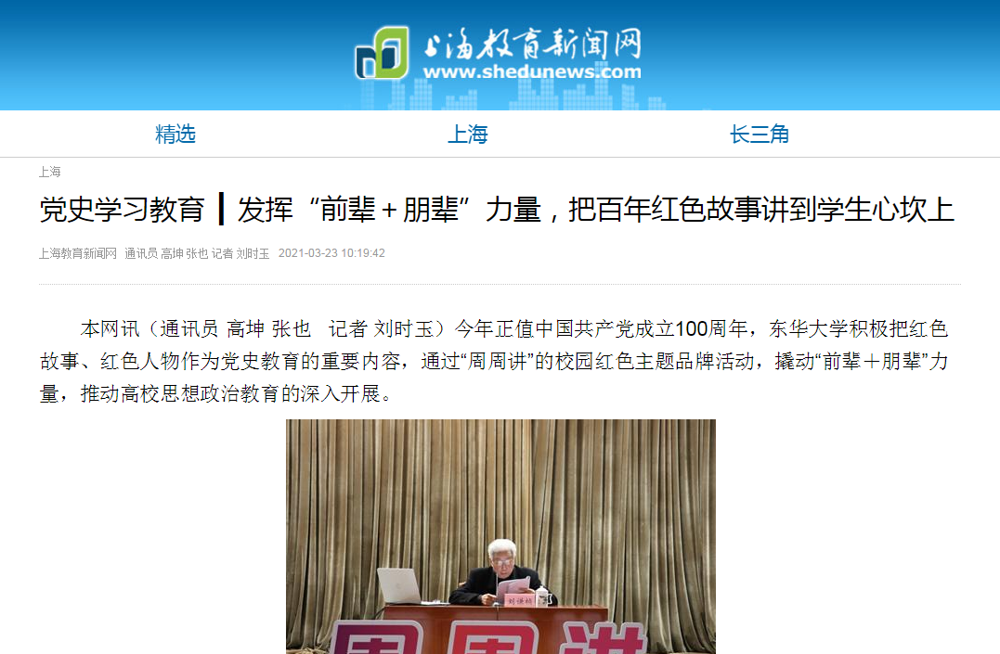 上海教育新闻网
www.shedunews.com
精选 上海 长三角
上海
党史学习教育┃发挥“前辈+朋辈”力量，把百年红色故事讲到学生心坎上
上海教育新闻网 通讯员 高坤 张也 记者 刘时玉 2021-03-23 10:19:42
本网讯（通讯员 高坤 张也 记者 刘时玉）今年正值中国共产党成立100周年，东华大学积极把红色
故事、红色人物作为党史教育的重要内容，通过“周周讲”的校园红色主题品牌活动，撬动“前辈＋朋辈”力
量，推动高校思想政治教育的深入开展。
周周讲